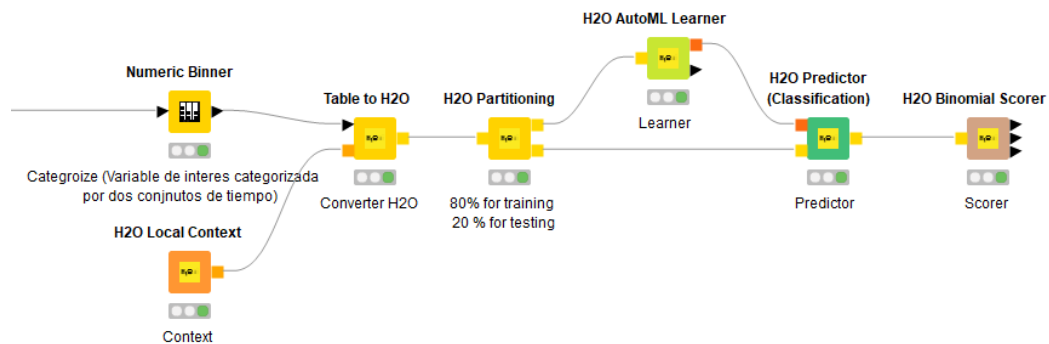 H2O AutoML Learner
Learner
Numeric Binner
Categroize (Variable de interes categorizada
por dos conjnutos de tiempo)
Table to H2O
Converter H2O
H2O Partitioning
80% for training
20 % for testing
H2O Predictor
(Classification)
Predictor
H2O Binomial Scorer
Scorer
H2O Local Context
Context